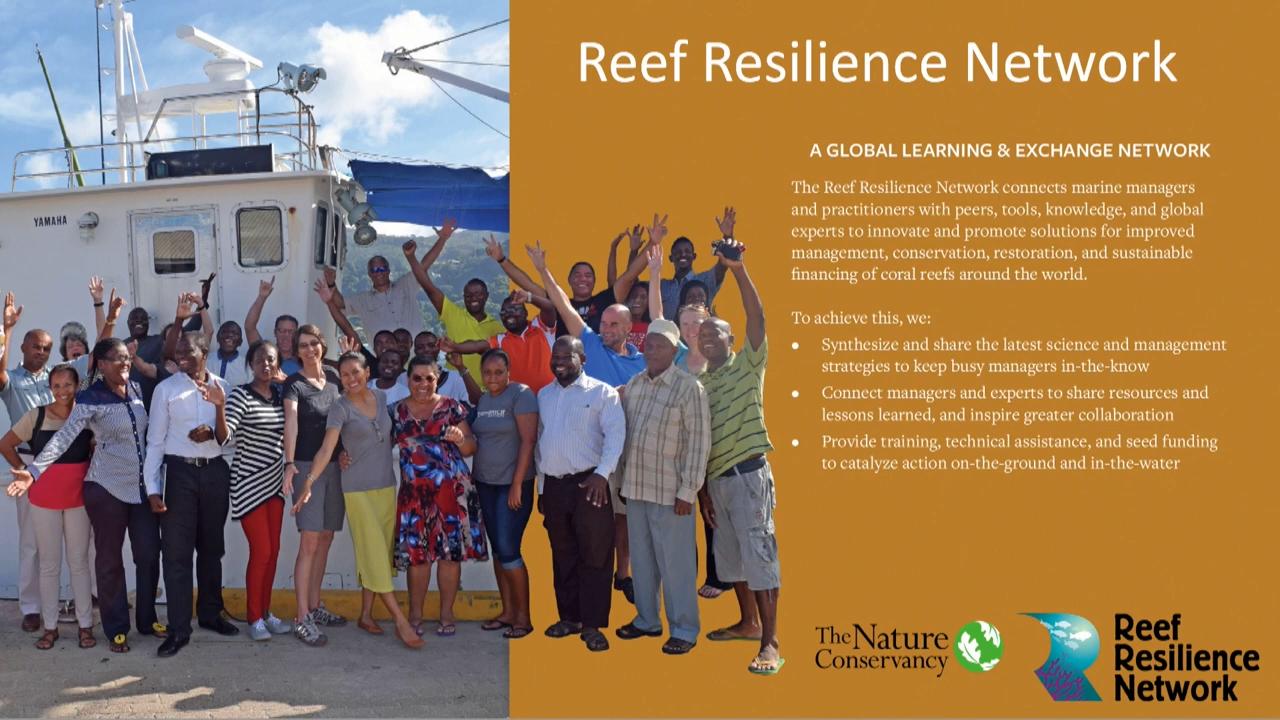 Reef Resilience Network
A GLOBAL LEARNING & EXCHANGE NETWORK
The Reef Resilience Network connects marine managers
and practitioners with peers, tools, knowledge, and global
experts to innovate and promote solutions for improved
management, conservation, restoration, and sustainable
financing of coral reefs around the world.
To achieve this, we:
• Synthesize and share the latest science and management
strategies to keep busy managers in-the-know
• Connect managers and experts to share resources and
lessons learned, and inspire greater collaboration
• Provide training, technical assistance, and seed funding
to catalyze action on-the-ground and in-the-water
YAMAHA
The Nature
Conservancy
Reef
Resilience
Network